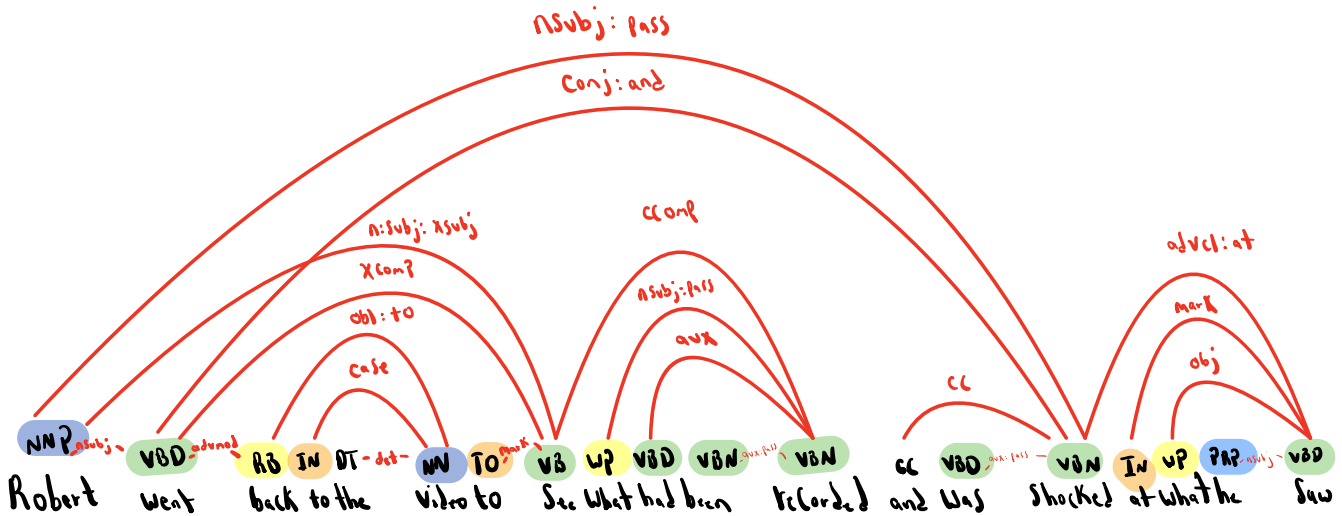 nsubj: pass
conj: and
n:subj: xsubj
ccomp
advcl: at
xcomp
nsubj:pass
mark
obl: to
aux
obj
case
cc
NNP nsubj VBD advmod RB IN DT det NN TO mark VB WP VBD VBN aux:pass VBN CC VBD aux:pass VBN IN WP PRP nsubj VBD
Robert went back to the video to see what had been recorded and was shocked at what he saw